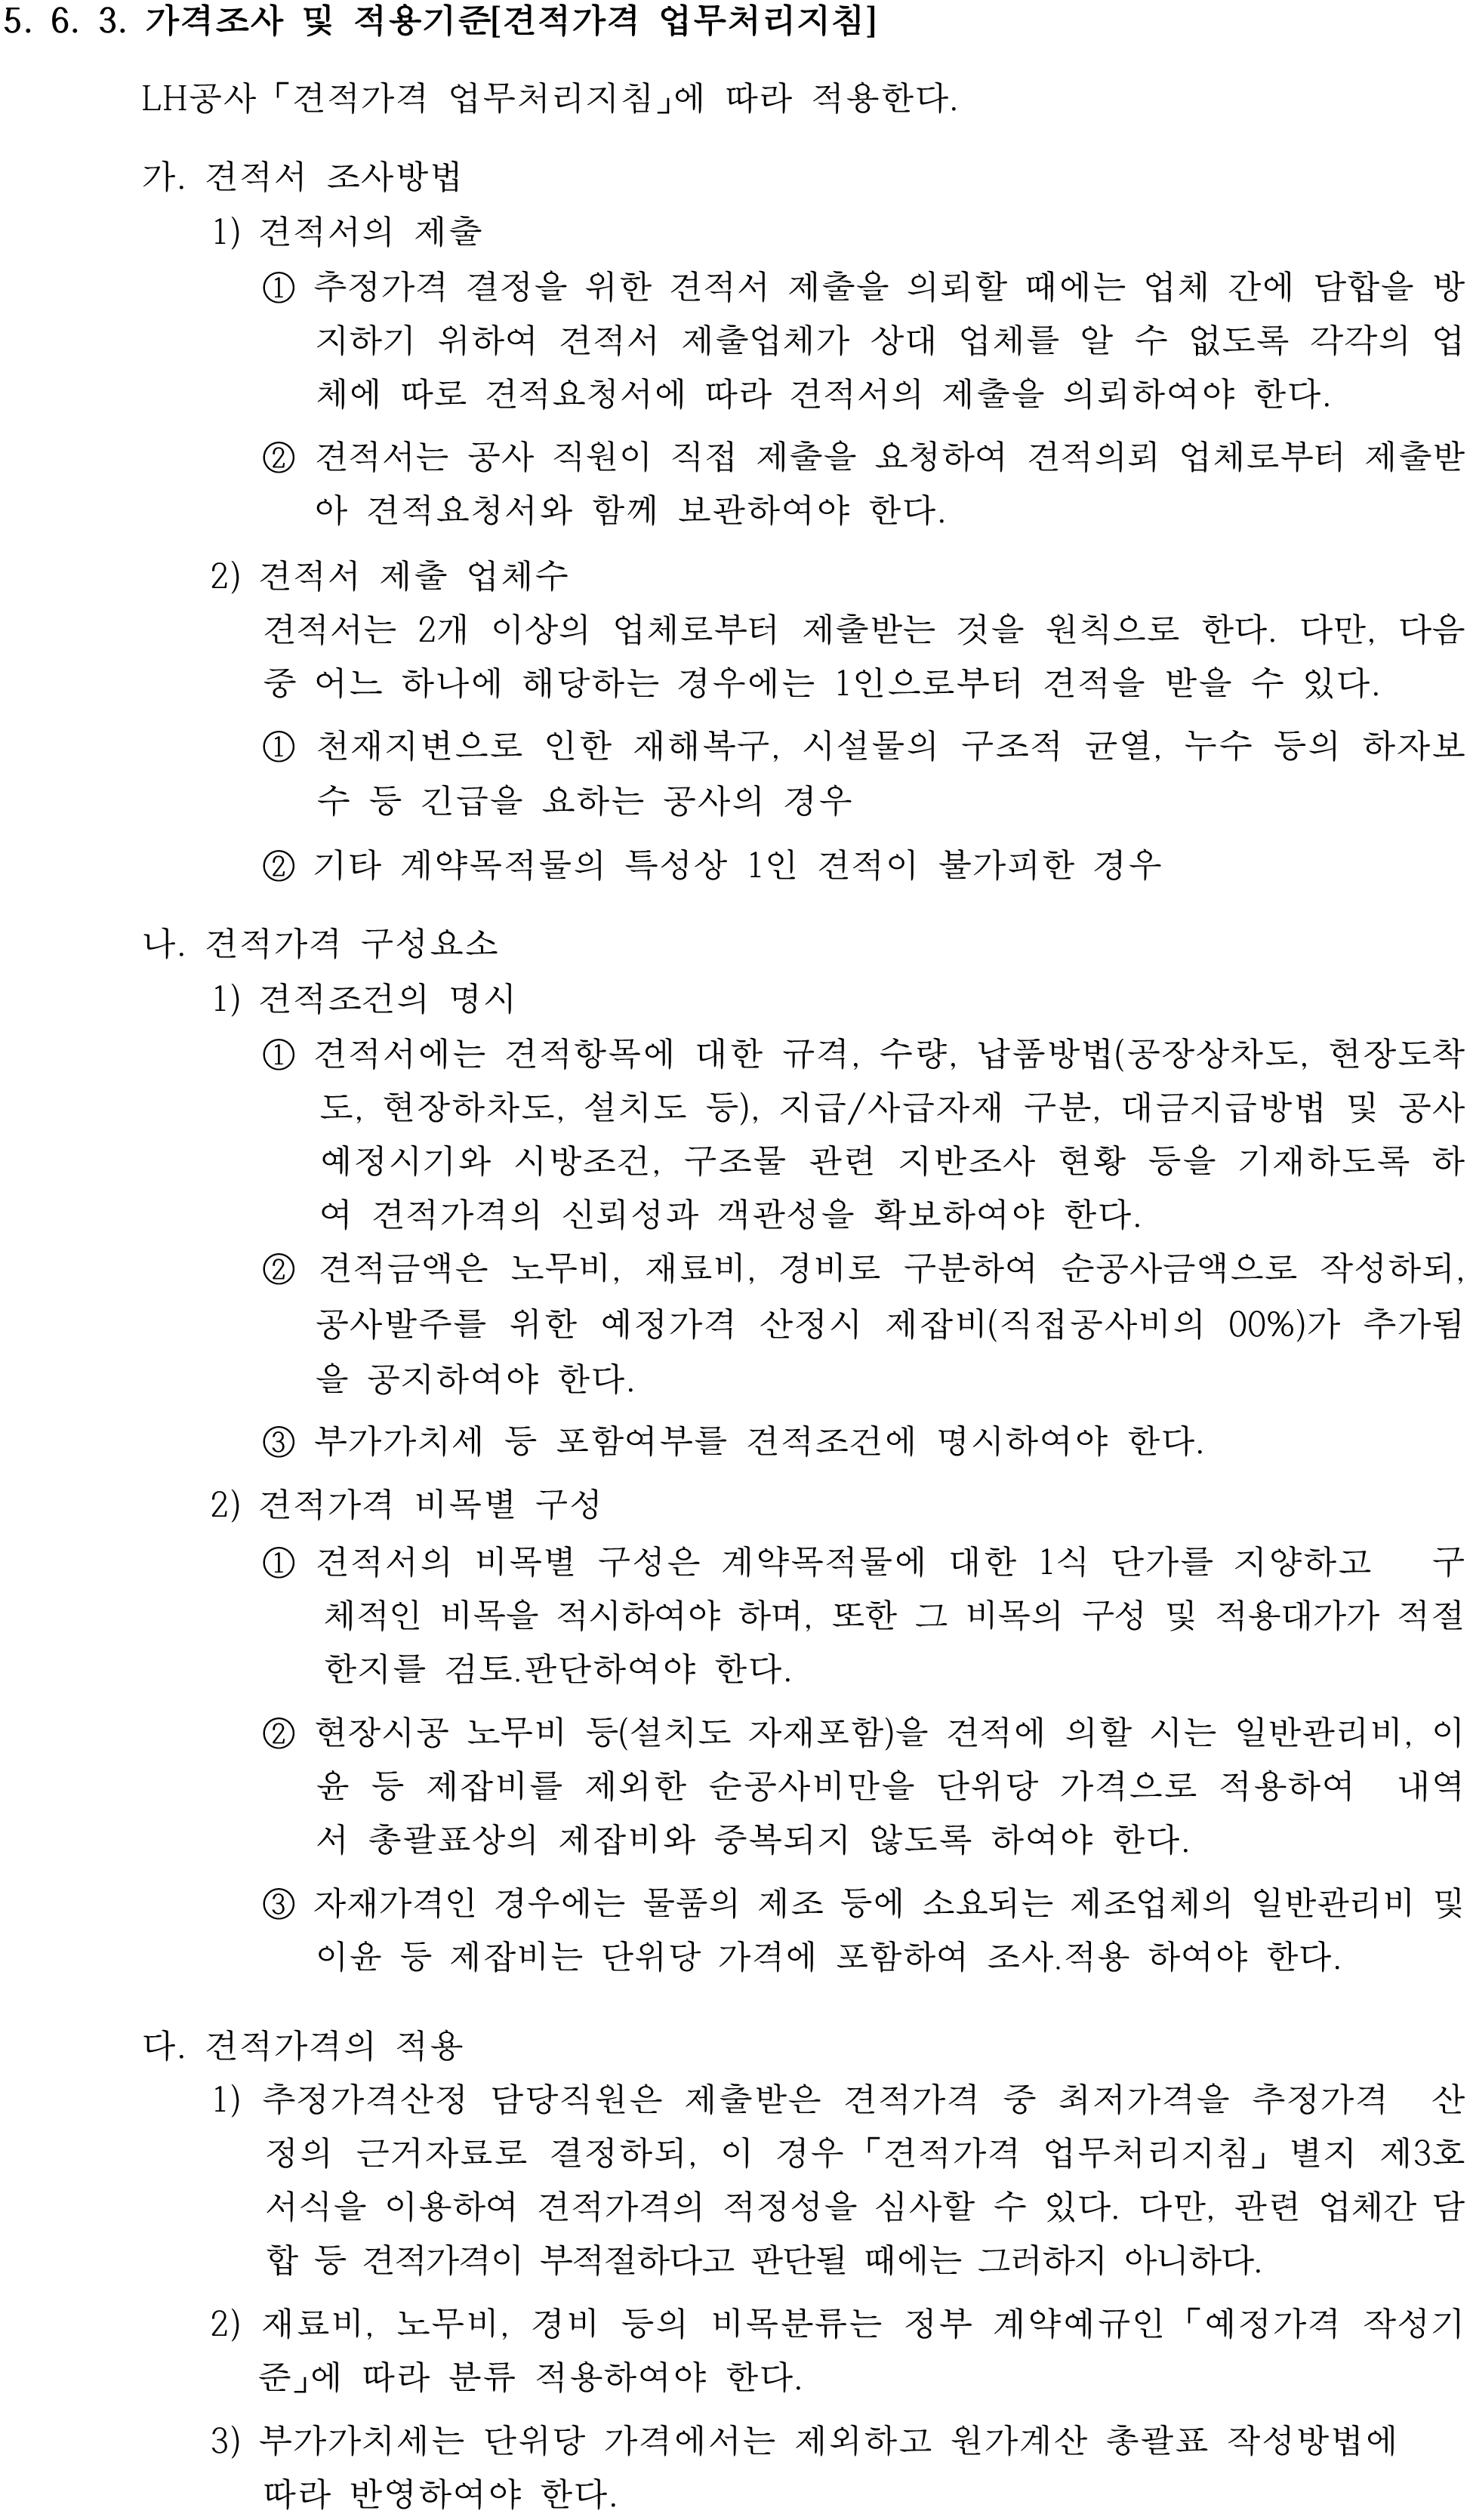 5. 6. 3. 가격조사 및 적용기준[견적가격 업무처리지침]
LH공사「견적가격 업무처리지침」에 따라 적용한다.
가. 견적서 조사방법
1) 견적서의 제출
① 추정가격 결정을 위한 견적서 제출을 의뢰할 때에는 업체 간에 담합을 방
지하기 위하여 견적서 제출업체가 상대 업체를 알 수 없도록 각각의 업
체에 따로 견적요청서에 따라 견적서의 제출을 의뢰하여야 한다.
② 견적서는 공사 직원이 직접 제출을 요청하여 견적의뢰 업체로부터 제출받
아 견적요청서와 함께 보관하여야 한다.
2) 견적서 제출 업체수
견적서는 2개 이상의 업체로부터 제출받는 것을 원칙으로 한다. 다만, 다음
중 어느 하나에 해당하는 경우에는 1인으로부터 견적을 받을 수 있다.
① 천재지변으로 인한 재해복구, 시설물의 구조적 균열, 누수 등의 하자보
수 등 긴급을 요하는 공사의 경우
② 기타 계약목적물의 특성상 1인 견적이 불가피한 경우
나. 견적가격 구성요소
1) 견적조건의 명시
① 견적서에는 견적항목에 대한 규격, 수량, 납품방법(공장상차도, 현장도착
도, 현장하차도, 설치도 등), 지급/사급자재 구분, 대금지급방법 및 공사
예정시기와 시방조건, 구조물 관련 지반조사 현황 등을 기재하도록 하
여 견적가격의 신뢰성과 객관성을 확보하여야 한다.
② 견적금액은 노무비, 재료비, 경비로 구분하여 순공사금액으로 작성하되,
공사발주를 위한 예정가격 산정시 제잡비(직접공사비의 00%)가 추가됨
을 공지하여야 한다.
③ 부가가치세 등 포함여부를 견적조건에 명시하여야 한다.
2) 견적가격 비목별 구성
① 견적서의 비목별 구성은 계약목적물에 대한 1식 단가를 지양하고 구
체적인 비목을 적시하여야 하며, 또한 그 비목의 구성 및 적용대가가 적절
한지를 검토.판단하여야 한다.
② 현장시공 노무비 등(설치도 자재포함)을 견적에 의할 시는 일반관리비, 이
윤 등 제잡비를 제외한 순공사비만을 단위당 가격으로 적용하여 내역
서 총괄표상의 제잡비와 중복되지 않도록 하여야 한다.
③ 자재가격인 경우에는 물품의 제조 등에 소요되는 제조업체의 일반관리비 및
이윤 등 제잡비는 단위당 가격에 포함하여 조사.적용 하여야 한다.
다. 견적가격의 적용
1) 추정가격산정 담당직원은 제출받은 견적가격 중 최저가격을 추정가격 산
정의 근거자료로 결정하되, 이 경우「견적가격 업무처리지침」별지 제3호
서식을 이용하여 견적가격의 적정성을 심사할 수 있다. 다만, 관련 업체간 담
합 등 견적가격이 부적절하다고 판단될 때에는 그러하지 아니하다.
2) 재료비, 노무비, 경비 등의 비목분류는 정부 계약예규인「예정가격 작성기
준」에 따라 분류 적용하여야 한다.
3) 부가가치세는 단위당 가격에서는 제외하고 원가계산 총괄표 작성방법에
따라 반영하여야 한다.